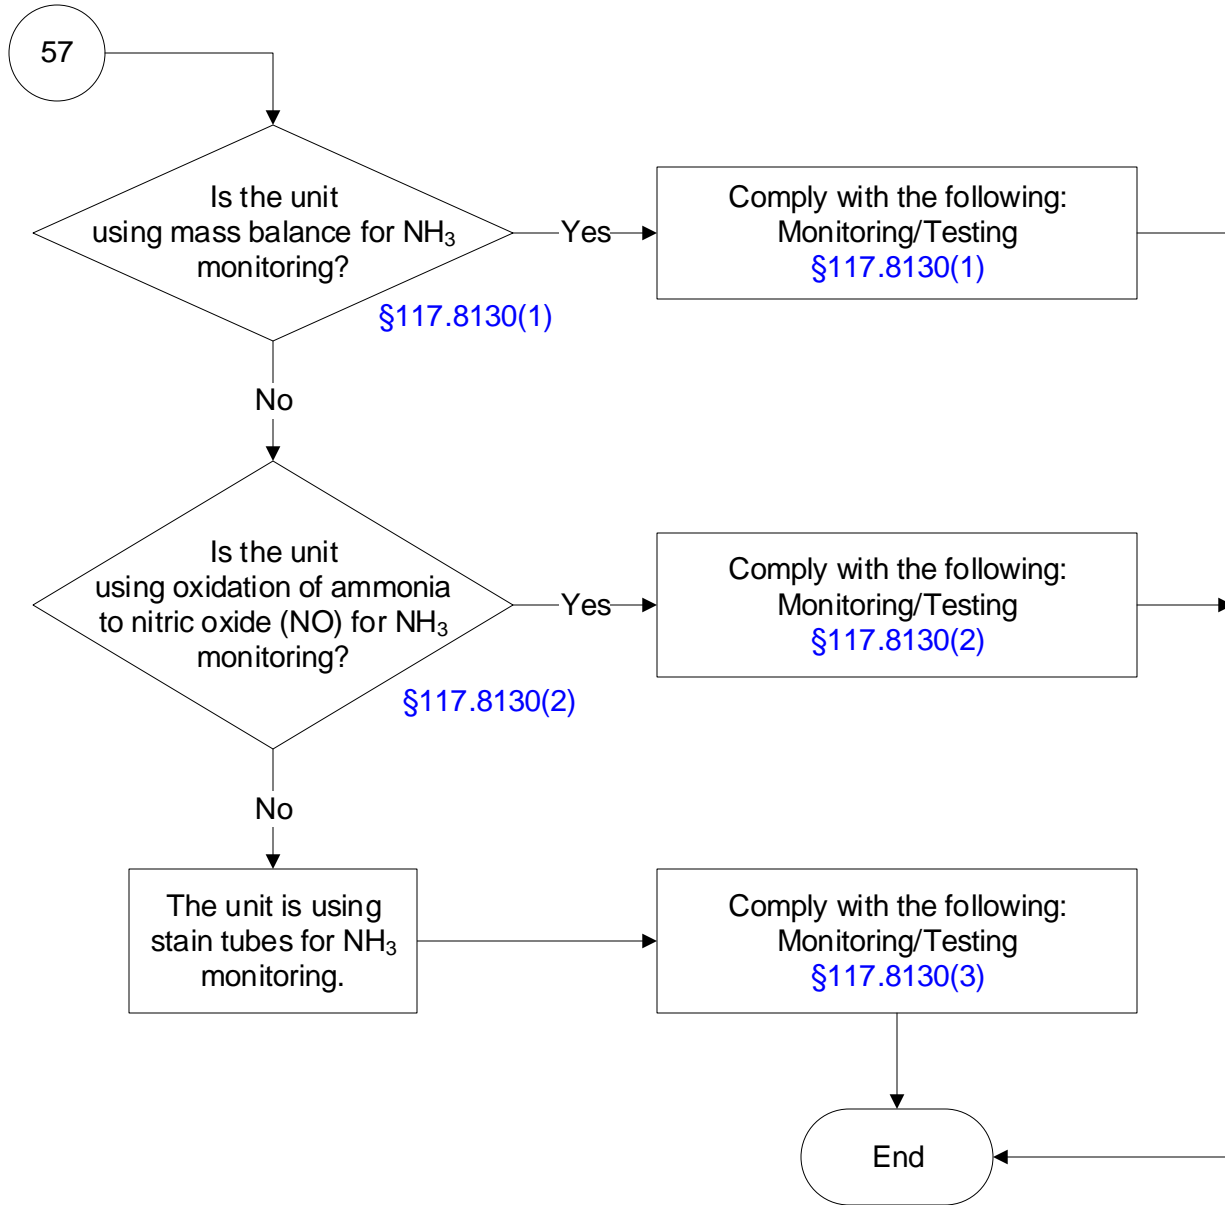 57
Is the unit
using mass balance for NH₃
monitoring?
§117.8130(1)
Yes
Comply with the following:
Monitoring/Testing
§117.8130(1)
No
Is the unit
using oxidation of ammonia
to nitric oxide (NO) for NH₃
monitoring?
§117.8130(2)
Yes
Comply with the following:
Monitoring/Testing
§117.8130(2)
No
The unit is using
stain tubes for NH₃
monitoring.
Comply with the following:
Monitoring/Testing
§117.8130(3)
End